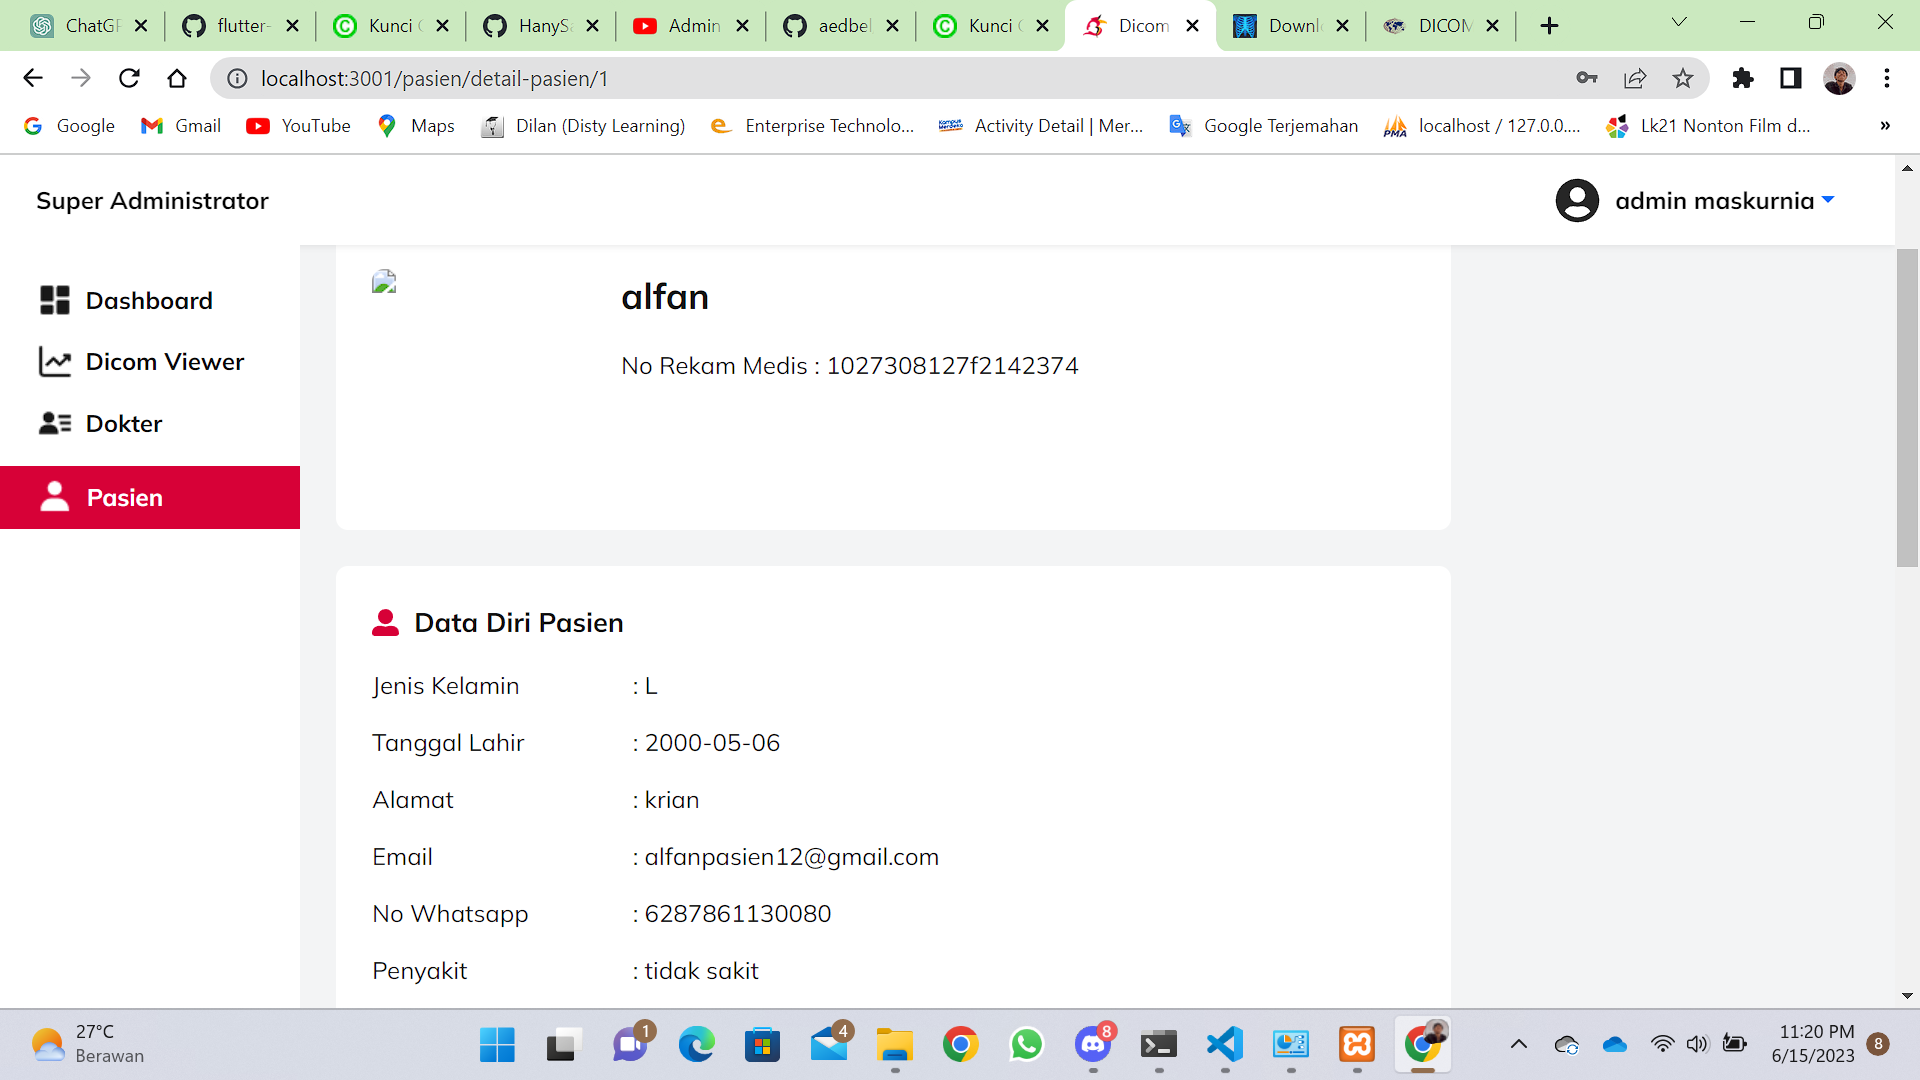 ChatGP
flutter-
Kunci
HanyS
Admin
aedbel
Kunci
Dicom
Downl
DICOM
localhost:3001/pasien/detail-pasien/1
Google
Gmail
YouTube
Maps
Dilan (Disty Learning)
Enterprise Technolo...
Activity Detail | Mer...
Google Terjemahan
localhost / 127.0.0....
Lk21 Nonton Film d...
»
Super Administrator
admin maskurnia
Dashboard
Dicom Viewer
Dokter
Pasien
alfan
No Rekam Medis : 1027308127f2142374
Data Diri Pasien
Jenis Kelamin : L
Tanggal Lahir : 2000-05-06
Alamat : krian
Email : alfanpasien12@gmail.com
No Whatsapp : 6287861130080
Penyakit : tidak sakit
27°C
Berawan
1
4
8
11:20 PM
6/15/2023
8